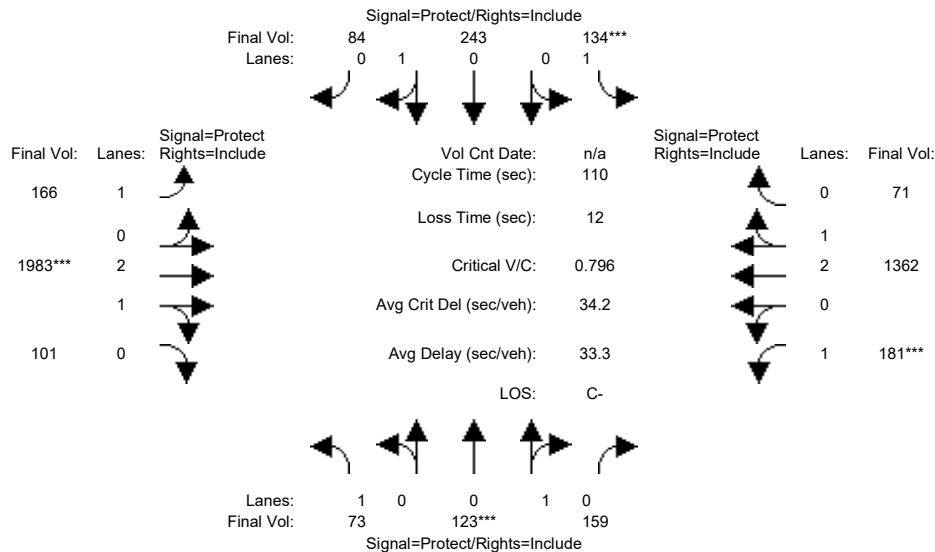 Signal=Protect/Rights=Include
Final Vol: 84 243 134***
Lanes: 0 1 0 0 1
Signal=Protect
Final Vol: Lanes: Rights=Include
Vol Cnt Date: n/a
Signal=Protect
Rights=Include Lanes: Final Vol:
Cycle Time (sec): 110
166 1
0 71
Loss Time (sec): 12
0
1
1983*** 2
Critical V/C: 0.796
2 1362
1
Avg Crit Del (sec/veh): 34.2
0
101 0
Avg Delay (sec/veh): 33.3
1 181***
LOS: C-
Lanes: 1 0 0 1 0
Final Vol: 73 123*** 159
Signal=Protect/Rights=Include